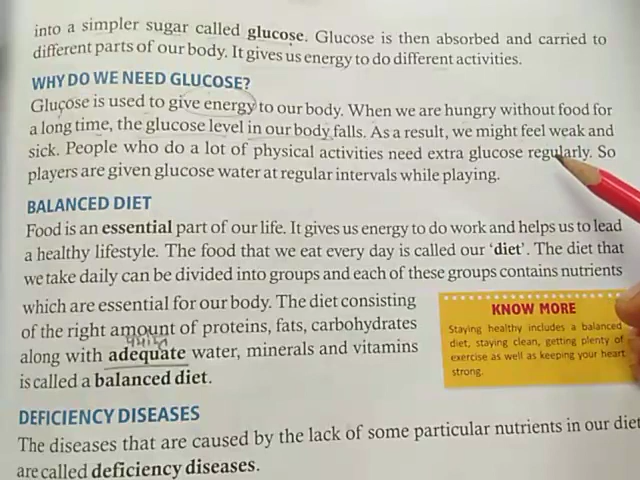 into a simpler sugar called glucose. Glucose is then absorbed and carried to
different parts of our body. It gives us energy to do different activities.
WHY DO WE NEED GLUCOSE?
Glucose is used to give energy to our body. When we are hungry without food for
a long time, the glucose level in our body falls. As a result, we might feel weak and
sick. People who do a lot of physical activities need extra glucose regularly. So
players are given glucose water at regular intervals while playing.
BALANCED DIET
Food is an essential part of our life. It gives us energy to do work and helps us to lead
a healthy lifestyle. The food that we eat every day is called our 'diet'. The diet that
we take daily can be divided into groups and each of these groups contains nutrients
which are essential for our body. The diet consisting
of the right amount of proteins, fats, carbohydrates
along with adequate water, minerals and vitamins
is called a balanced diet.
KNOW MORE
Staying healthy includes a balanced
diet, staying clean, getting plenty of
exercise as well as keeping your heart
strong.
DEFICIENCY DISEASES
The diseases that are caused by the lack of some particular nutrients in our diet
are called deficiency diseases.